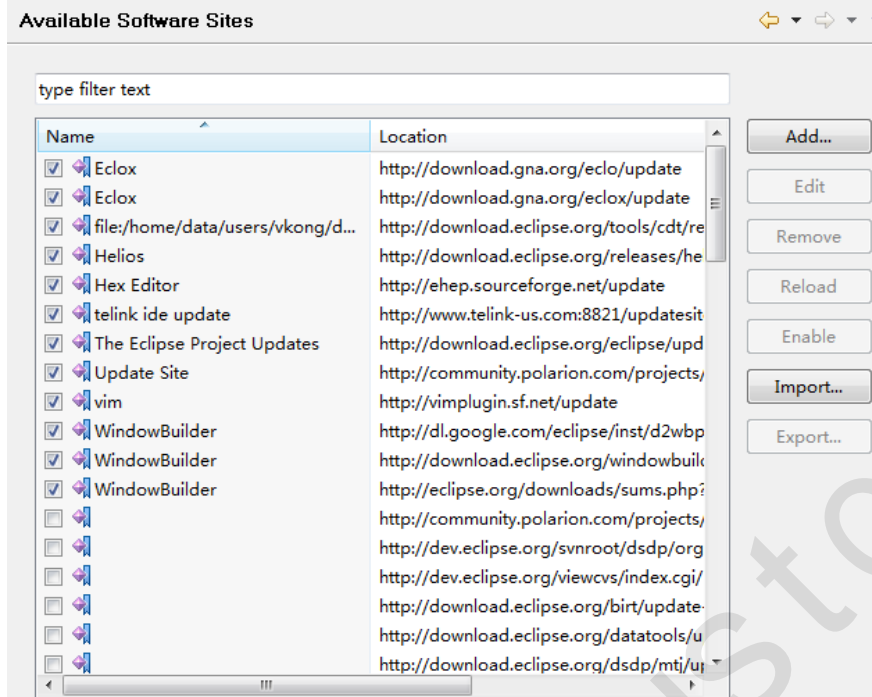 Available Software Sites
type filter text
Name Location
Add...
Eclox http://download.gna.org/eclo/update
Eclox http://download.gna.org/eclox/update
Edit
file:/home/data/users/vkong/d... http://download.eclipse.org/tools/cdt/re
Remove
Helios http://download.eclipse.org/releases/he
Hex Editor http://ehep.sourceforge.net/update
Reload
telink ide update http://www.telink-us.com:8821/updatesit
The Eclipse Project Updates http://download.eclipse.org/eclipse/upd
Enable
Update Site http://community.polarion.com/projects/
Import...
vim http://vimplugin.sf.net/update
WindowBuilder http://dl.google.com/eclipse/inst/d2wbp
Export...
WindowBuilder http://download.eclipse.org/windowbuild
WindowBuilder http://eclipse.org/downloads/sums.php?
http://community.polarion.com/projects/
http://dev.eclipse.org/svnroot/dsdp/org
http://dev.eclipse.org/viewcvs/index.cgi/
http://download.eclipse.org/birt/update-
http://download.eclipse.org/datatools/u
http://download.eclipse.org/dsdp/mtj/up